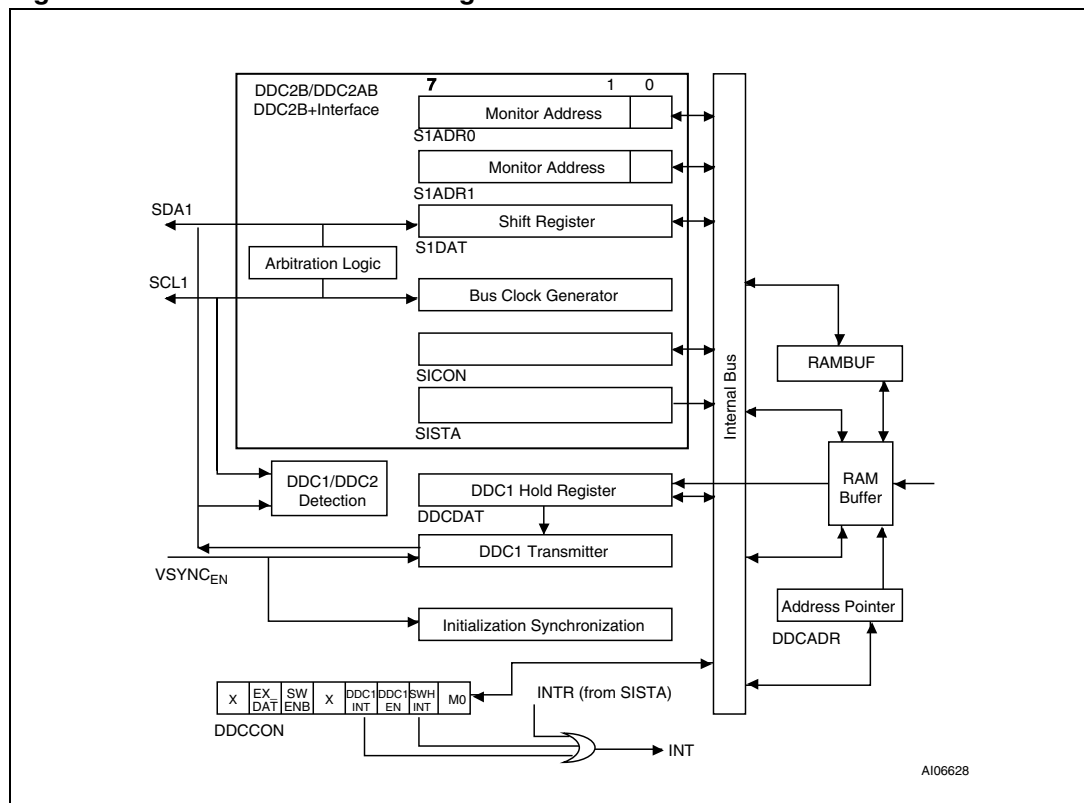 DDC2B/DDC2AB
DDC2B+Interface
7 1 0
Monitor Address
S1ADR0
Monitor Address
S1ADR1
SDA1
Shift Register
S1DAT
Arbitration Logic
SCL1
Bus Clock Generator
SICON
SISTA
Internal Bus
RAMBUF
RAM
Buffer
DDC1/DDC2
Detection
DDC1 Hold Register
DDCDAT
DDC1 Transmitter
VSYNCEN
Address Pointer
DDCADR
Initialization Synchronization
X EX_DAT SW ENB X DDC1 INT DDC1 EN SWH INT M0
DDCCON
INTR (from SISTA)
INT
AI06628